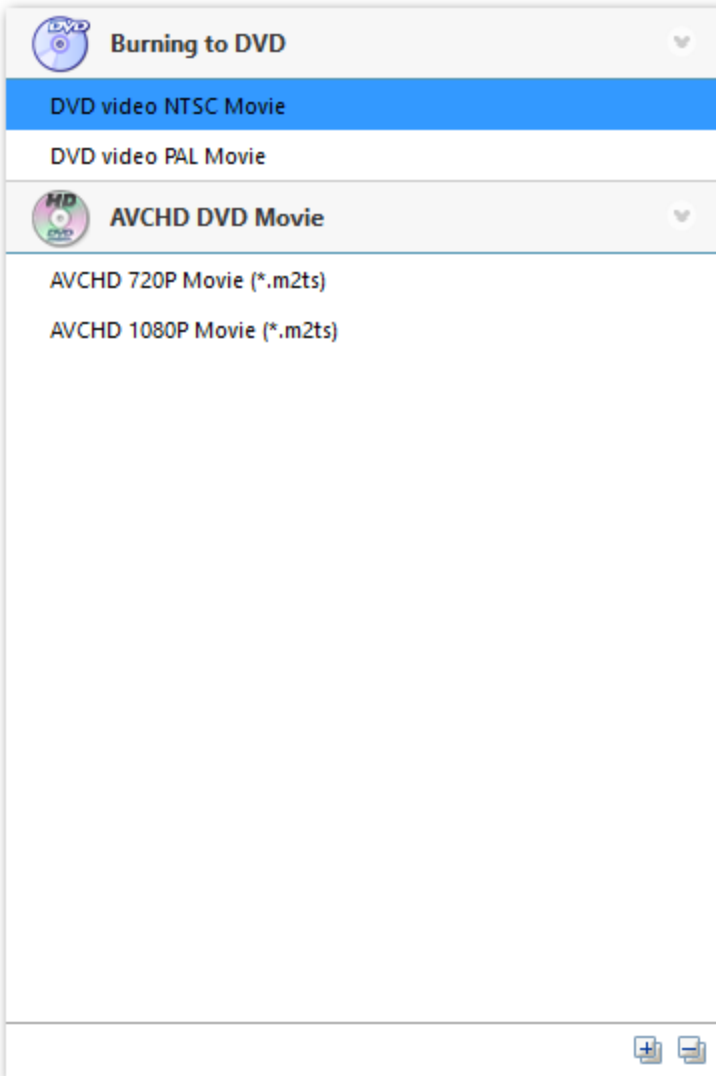 DVD
Burning to DVD
DVD video NTSC Movie
DVD video PAL Movie
HD
DVD
AVCHD DVD Movie
AVCHD 720P Movie (*.m2ts)
AVCHD 1080P Movie (*.m2ts)